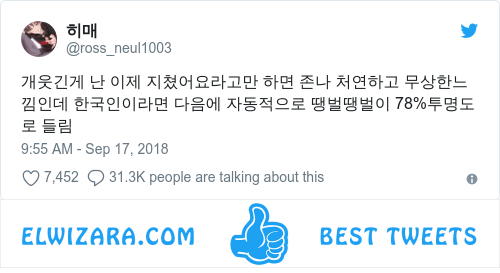 히매
@ross_neul1003
개웃긴게 난 이제 지쳤어요라고만 하면 존나 처연하고 무상한느
낌인데 한국인이라면 다음에 자동적으로 땡벌땡벌이 78%투명도
로 들림
9:55 AM - Sep 17, 2018
7,452 31.3K people are talking about this
ELWIZARA.COM BEST TWEETS